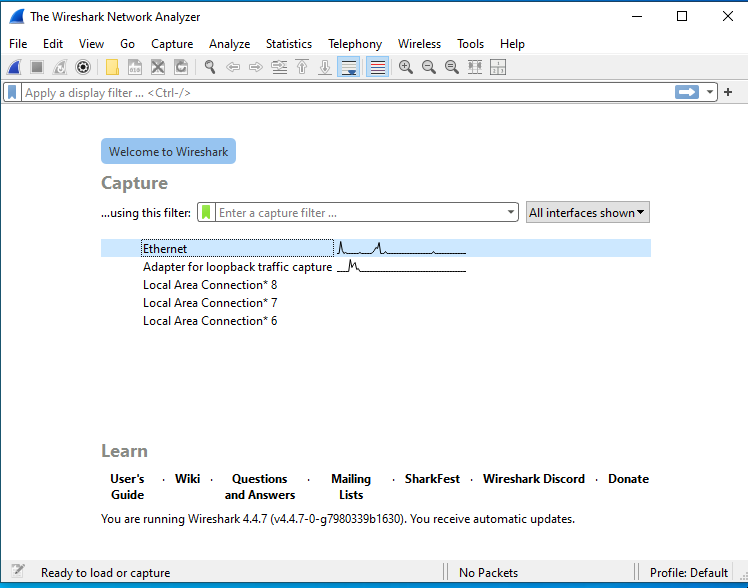 The Wireshark Network Analyzer
File Edit View Go Capture Analyze Statistics Telephony Wireless Tools Help
Apply a display filter ... <Ctrl-/>
Welcome to Wireshark
Capture
...using this filter: Enter a capture filter ... All interfaces shown
Ethernet
Adapter for loopback traffic capture
Local Area Connection* 8
Local Area Connection* 7
Local Area Connection* 6
Learn
User's Guide · Wiki · Questions and Answers · Mailing Lists · SharkFest · Wireshark Discord · Donate
You are running Wireshark 4.4.7 (v4.4.7-0-g7980339b1630). You receive automatic updates.
Ready to load or capture No Packets Profile: Default